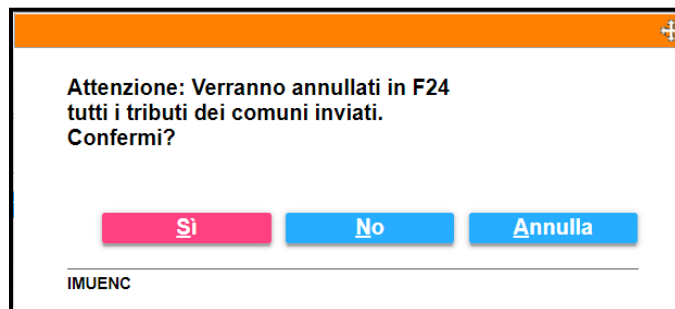 Attenzione: Verranno annullati in F24
tutti i tributi dei comuni inviati.
Confermi?
Sì No Annulla
IMUENC